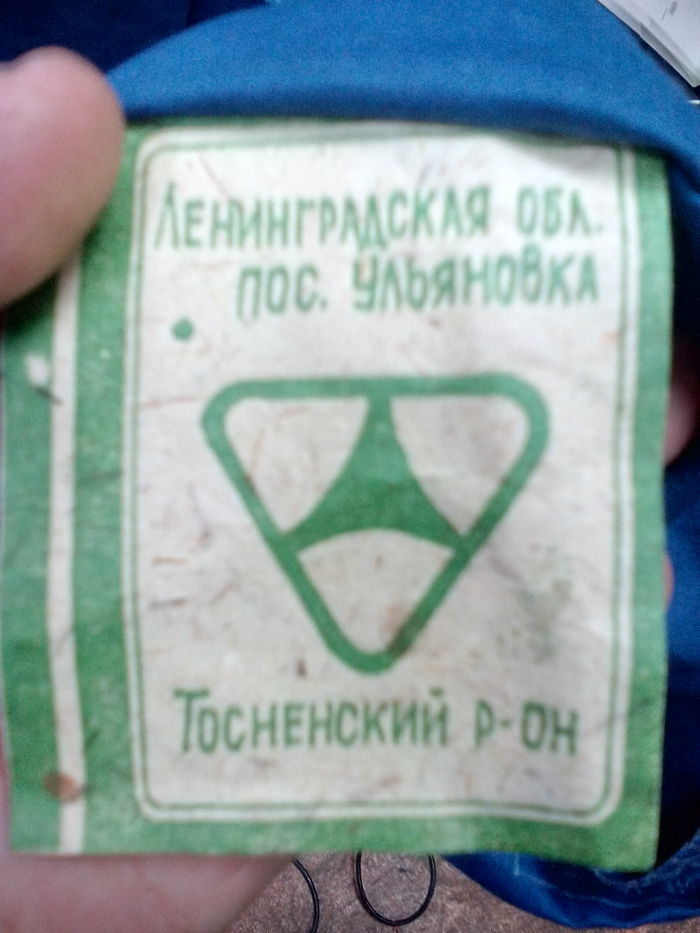 Ленинградская обл.
пос. Ульяновка
Тосненский р-он